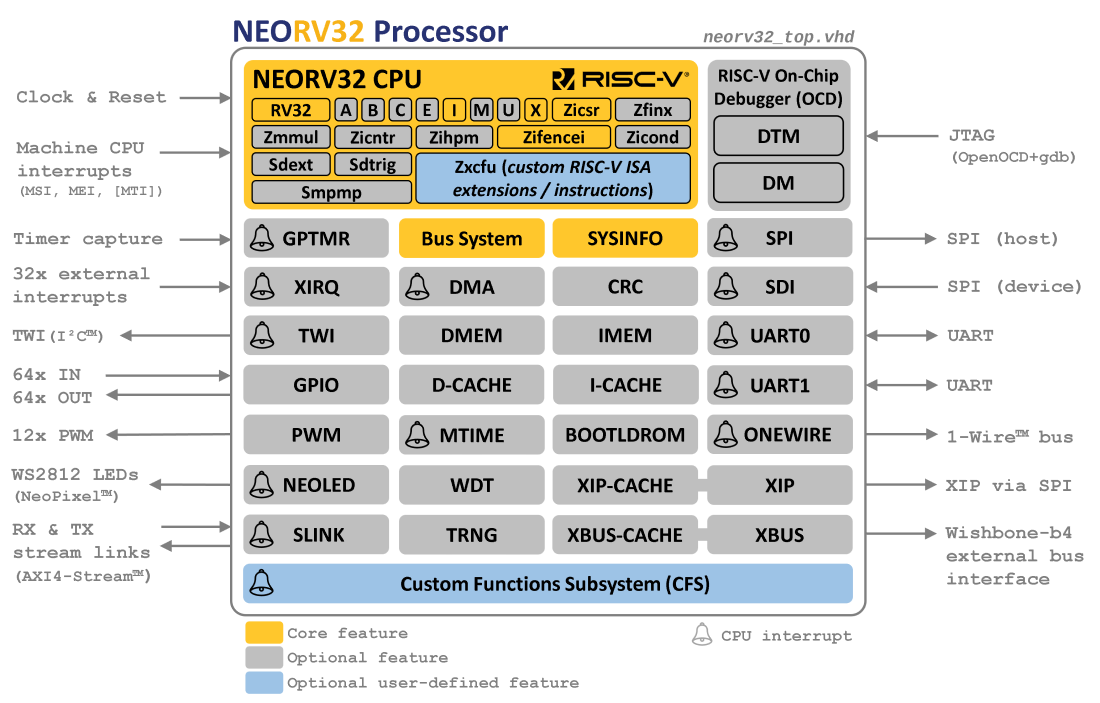 NEORV32 Processor
neorv32_top.vhd
NEORV32 CPU
RISC-V®
RISC-V On-Chip
Debugger (OCD)
RV32 A B C E I M U X Zicsr Zfinx
Zmmul Zicntr Zihpm Zifencei Zicond
Sdext Sdtrig
Zxcfu (custom RISC-V ISA
extensions / instructions)
Smpmp
DTM
DM
Clock & Reset
Machine CPU
interrupts
(MSI, MEI, [MTI])
JTAG
(OpenOCD+gdb)
Timer capture
GPTMR Bus System SYSINFO SPI
SPI (host)
32x external
interrupts
XIRQ DMA CRC SDI
SPI (device)
TWI(I²C™)
TWI DMEM IMEM UART0
UART
64x IN
64x OUT
GPIO D-CACHE I-CACHE UART1
UART
12x PWM
PWM MTIME BOOTLDROM ONEWIRE
1-Wire™ bus
WS2812 LEDs
(NeoPixel™)
NEOLED WDT XIP-CACHE XIP
XIP via SPI
RX & TX
stream links
(AXI4-Stream™)
SLINK TRNG XBUS-CACHE XBUS
Wishbone-b4
external bus
interface
Custom Functions Subsystem (CFS)
Core feature
CPU interrupt
Optional feature
Optional user-defined feature